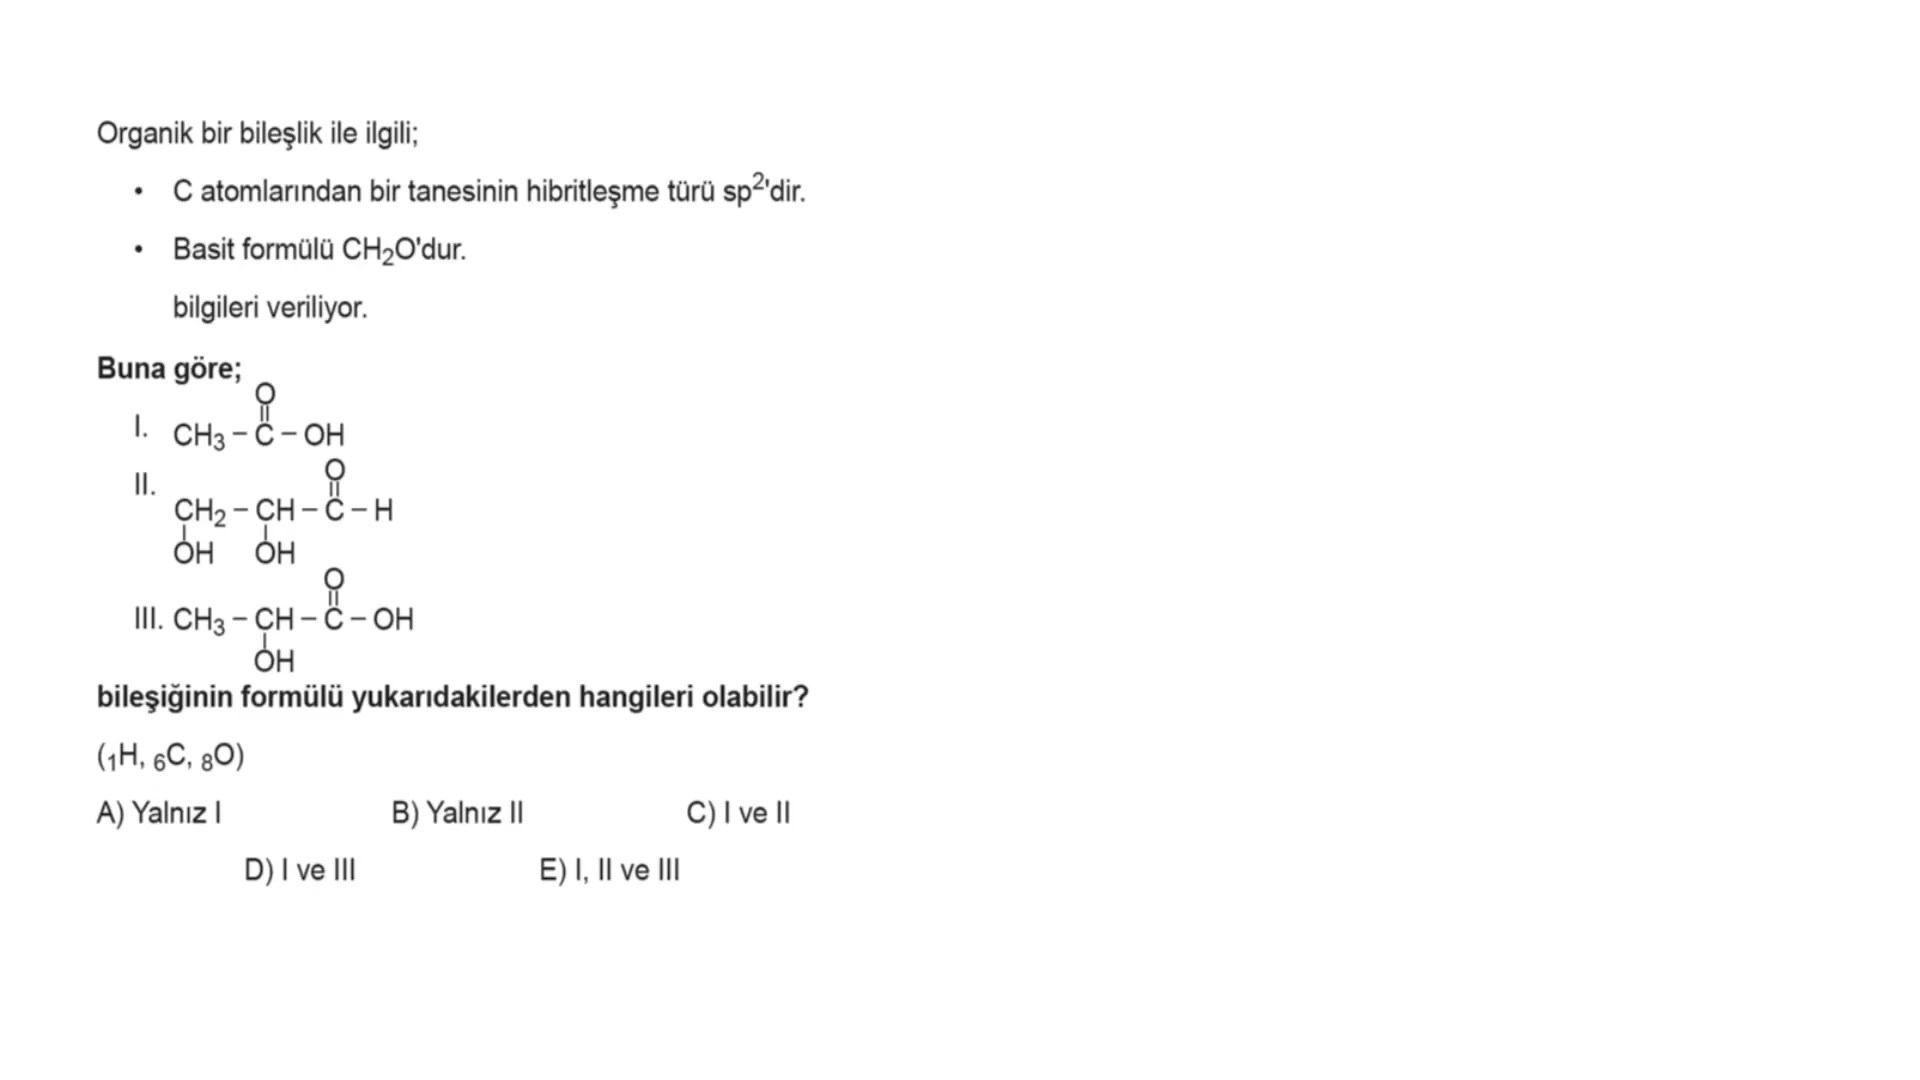 Organik bir bileşlik ile ilgili;
• C atomlarından bir tanesinin hibritleşme türü sp²'dir.
• Basit formülü CH₂O'dur.
bilgileri veriliyor.
Buna göre;
O
I. CH₃ – C – OH
O
II.
CH₂ – CH – C – H
OH OH
O
III. CH₃ – CH – C – OH
OH
bileşiğinin formülü yukarıdakilerden hangileri olabilir?
(₁H, ₆C, ₈O)
A) Yalnız I B) Yalnız II C) I ve II
D) I ve III E) I, II ve III